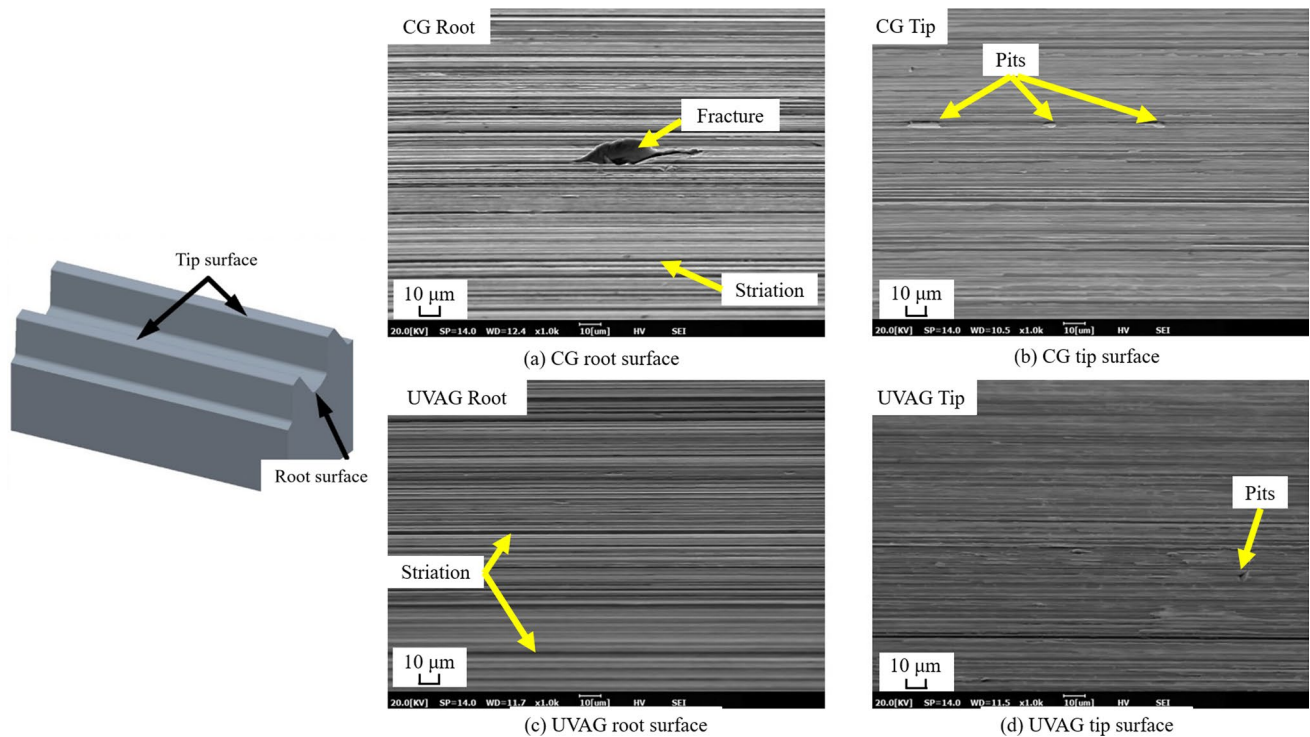 Tip surface
Root surface
CG Root
Fracture
Striation
10 μm
20.0[KV] SP=14.0 WD=12.4 x1.0k 10[um] HV SEI
(a) CG root surface
CG Tip
Pits
10 μm
20.0[KV] SP=14.0 WD=10.5 x1.0k 10[um] HV SEI
(b) CG tip surface
UVAG Root
Striation
10 μm
20.0[KV] SP=14.0 WD=11.7 x1.0k 10[um] HV SEI
(c) UVAG root surface
UVAG Tip
Pits
10 μm
20.0[KV] SP=14.0 WD=11.5 x1.0k 10[um] HV SEI
(d) UVAG tip surface